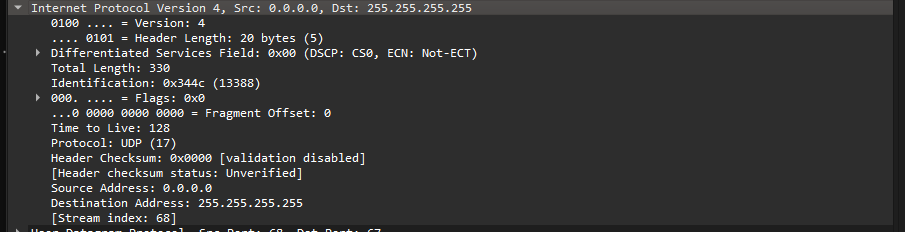 Internet Protocol Version 4, Src: 0.0.0.0, Dst: 255.255.255.255
0100 .... = Version: 4
.... 0101 = Header Length: 20 bytes (5)
Differentiated Services Field: 0x00 (DSCP: CS0, ECN: Not-ECT)
Total Length: 330
Identification: 0x344c (13388)
000. .... = Flags: 0x0
...0 0000 0000 0000 = Fragment Offset: 0
Time to Live: 128
Protocol: UDP (17)
Header Checksum: 0x0000 [validation disabled]
[Header checksum status: Unverified]
Source Address: 0.0.0.0
Destination Address: 255.255.255.255
[Stream index: 68]
User Datagram Protocol, Src Port: 68, Dst Port: 67